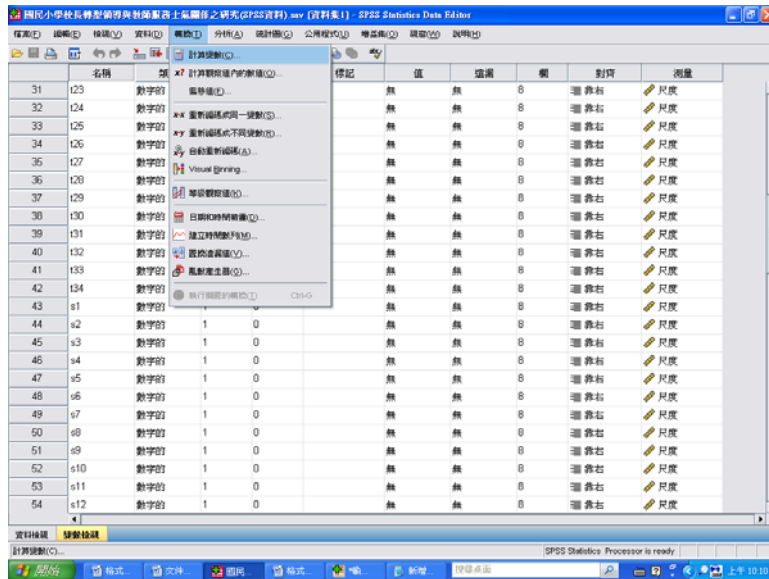 國民小學校長轉型領導與教師服務士氣關係之研究(SPSS資料).sav [資料集1] - SPSS Statistics Data Editor
檔案(F) 編輯(E) 檢視(V) 資料(D) 轉換(T) 分析(A) 統計圖(G) 公用程式(U) 增益集(O) 視窗(W) 說明(H)
計算變數(C)...
計算觀察值內的數值(O)...
偏移值(F)...
重新編碼成同一變數(S)...
重新編碼成不同變數(R)...
自動重新編碼(A)...
Visual Binning...
等級觀察值(K)...
日期和時間精靈(D)...
建立時間數列(M)...
置換遺漏值(V)...
亂數產生器(G)...
執行擱置的轉換(T) Ctrl-G
名稱 類 標記 值 遺漏 欄 對齊 測量
31 t23 數字的 無 無 8 靠右 尺度
32 t24 數字的 無 無 8 靠右 尺度
33 t25 數字的 無 無 8 靠右 尺度
34 t26 數字的 無 無 8 靠右 尺度
35 t27 數字的 無 無 8 靠右 尺度
36 t28 數字的 無 無 8 靠右 尺度
37 t29 數字的 無 無 8 靠右 尺度
38 t30 數字的 無 無 8 靠右 尺度
39 t31 數字的 無 無 8 靠右 尺度
40 t32 數字的 無 無 8 靠右 尺度
41 t33 數字的 無 無 8 靠右 尺度
42 t34 數字的 無 無 8 靠右 尺度
43 s1 數字的 1 0 無 無 8 靠右 尺度
44 s2 數字的 1 0 無 無 8 靠右 尺度
45 s3 數字的 1 0 無 無 8 靠右 尺度
46 s4 數字的 1 0 無 無 8 靠右 尺度
47 s5 數字的 1 0 無 無 8 靠右 尺度
48 s6 數字的 1 0 無 無 8 靠右 尺度
49 s7 數字的 1 0 無 無 8 靠右 尺度
50 s8 數字的 1 0 無 無 8 靠右 尺度
51 s9 數字的 1 0 無 無 8 靠右 尺度
52 s10 數字的 1 0 無 無 8 靠右 尺度
53 s11 數字的 1 0 無 無 8 靠右 尺度
54 s12 數字的 1 0 無 無 8 靠右 尺度
資料檢視 變數檢視
計算變數(C)... SPSS Statistics Processor is ready
開始 格式... 文件... 國民... 格式... 新增... 搜尋桌面 上午 10:10